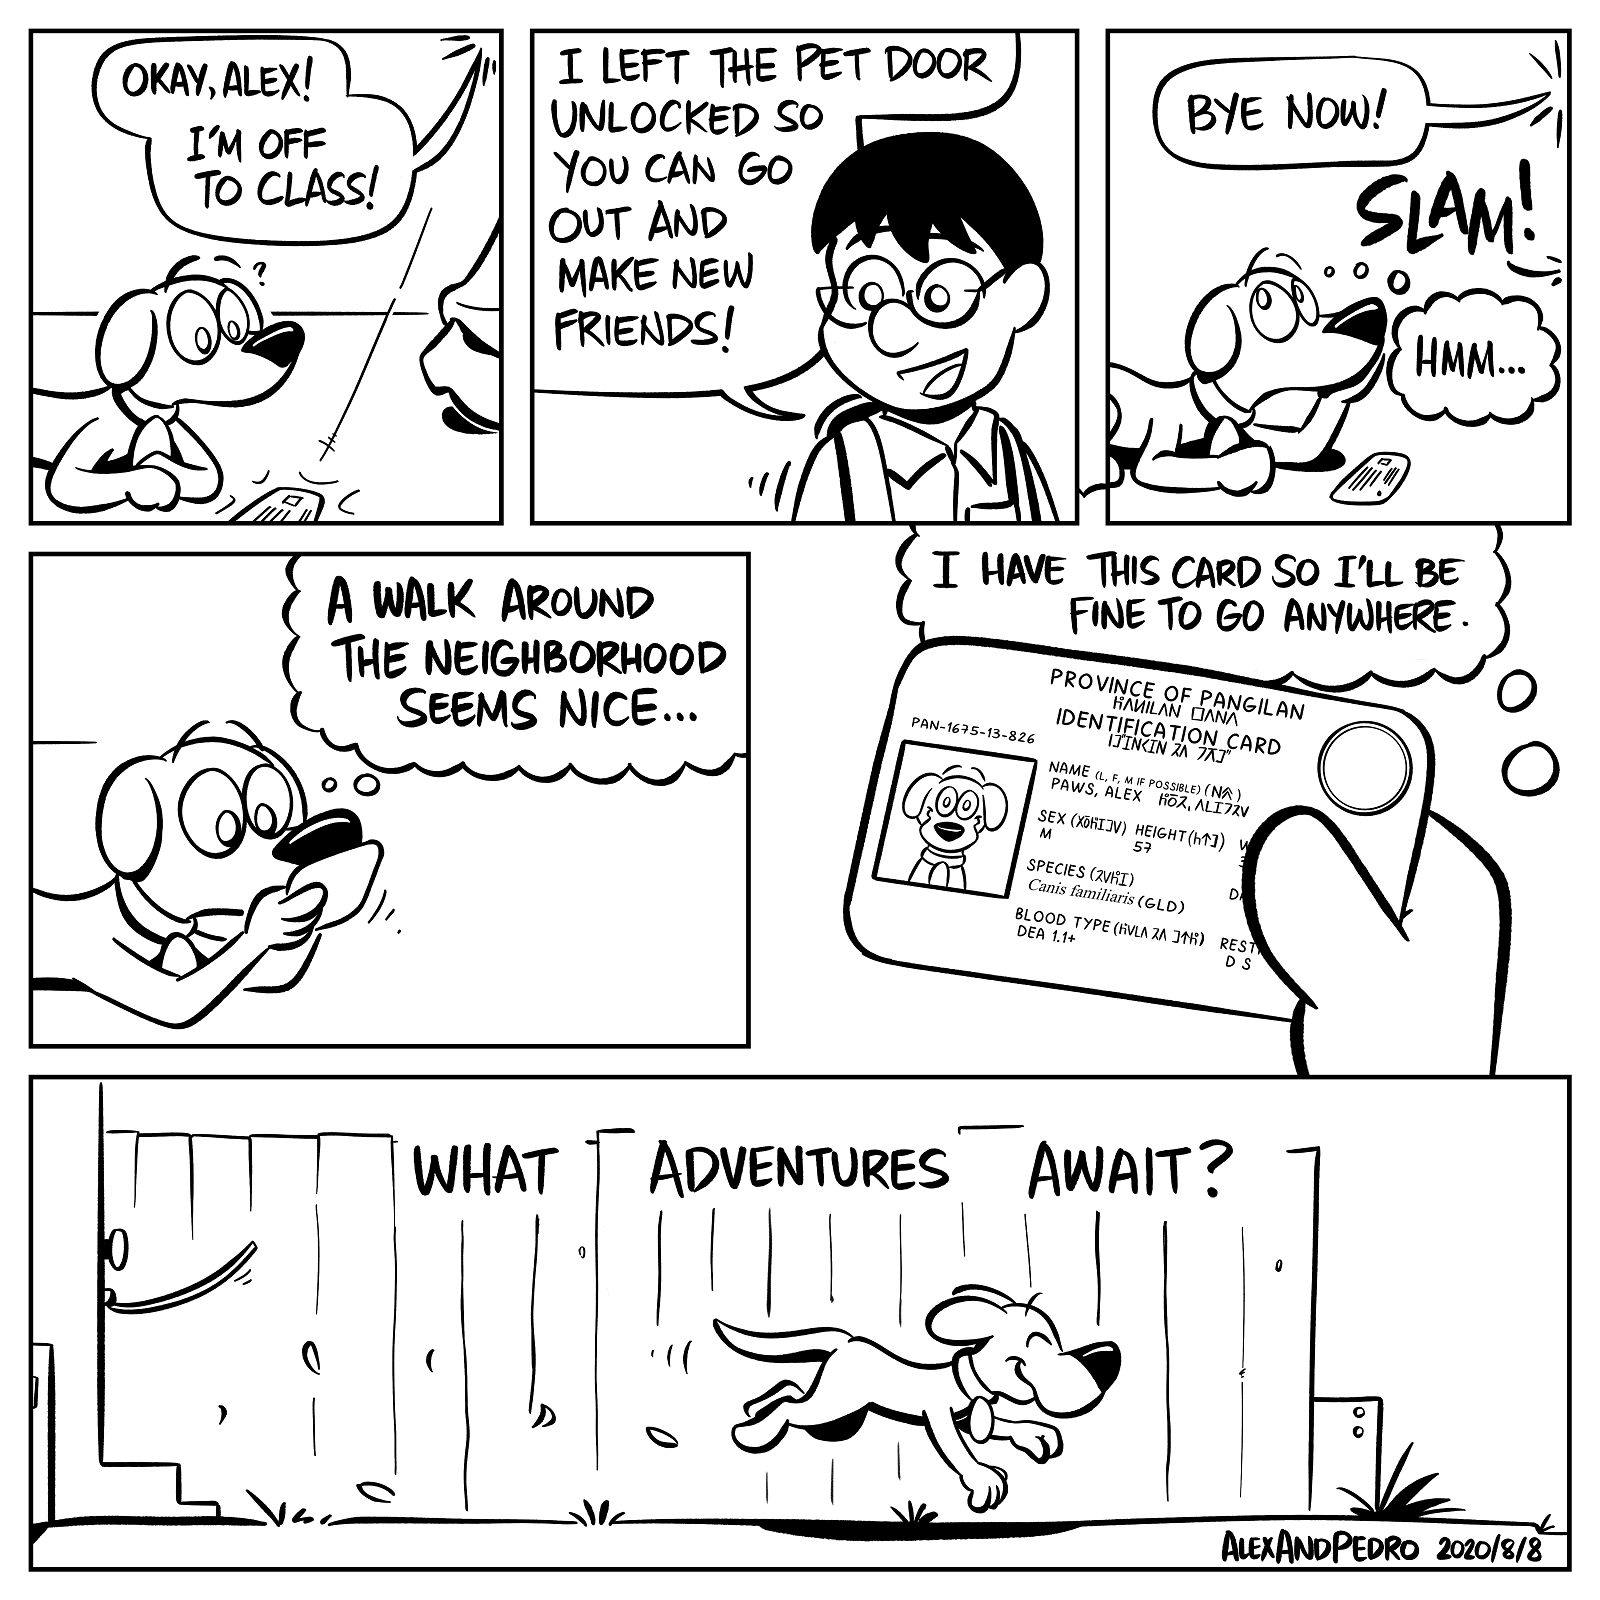 OKAY, ALEX!
I'M OFF
TO CLASS!
?
I LEFT THE PET DOOR
UNLOCKED SO
YOU CAN GO
OUT AND
MAKE NEW
FRIENDS!
BYE NOW!
SLAM!
HMM...
A WALK AROUND
THE NEIGHBORHOOD
SEEMS NICE...
I HAVE THIS CARD SO I'LL BE
FINE TO GO ANYWHERE.
PROVINCE OF PANGILAN
IDENTIFICATION CARD
PAN-1675-13-826
NAME (L, F, M IF POSSIBLE)
PAWS, ALEX
SEX HEIGHT
M 57
SPECIES
Canis familiaris (GLD)
BLOOD TYPE
DEA 1.1+
D S
WHAT ADVENTURES AWAIT?
ALEXANDPEDRO 2020/8/8